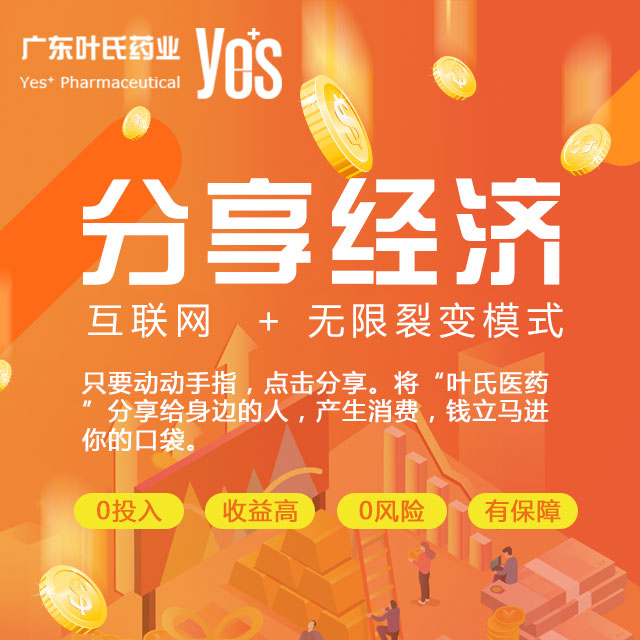 广东叶氏药业
Yes+ Pharmaceutical
yes+
分享经济
互联网 + 无限裂变模式
只要动动手指，点击分享。将“叶氏医药
”分享给身边的人，产生消费，钱立马进
你的口袋。
0投入 收益高 0风险 有保障